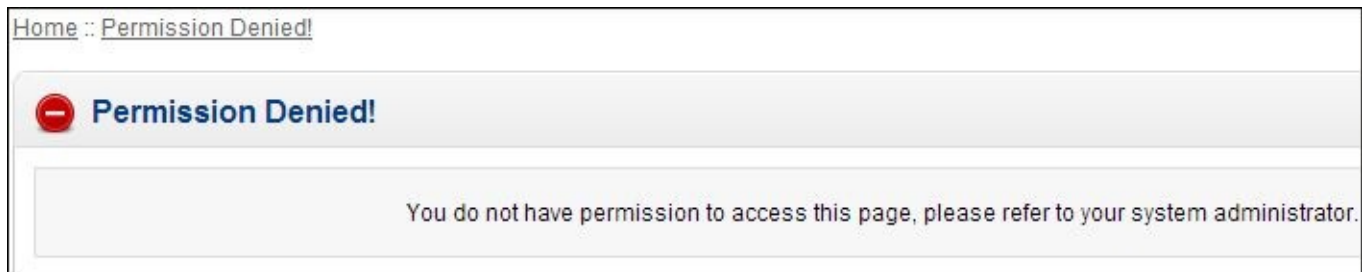 Home :: Permission Denied!
Permission Denied!
You do not have permission to access this page, please refer to your system administrator.